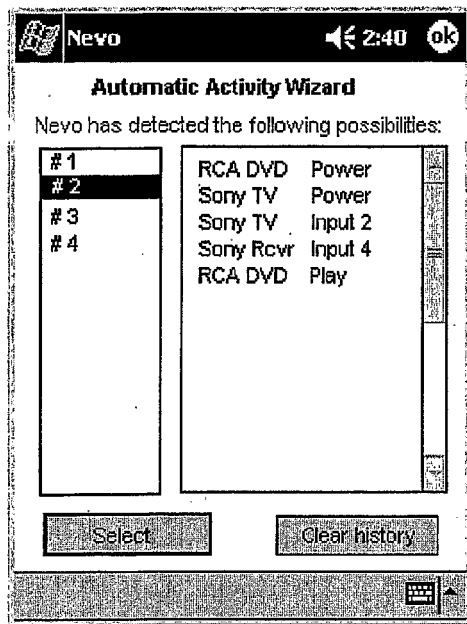 Nevo 2:40 ok
Automatic Activity Wizard
Nevo has detected the following possibilities:
# 1
# 2
# 3
# 4
RCA DVD Power
Sony TV Power
Sony TV Input 2
Sony Rcvr Input 4
RCA DVD Play
Select Clear history